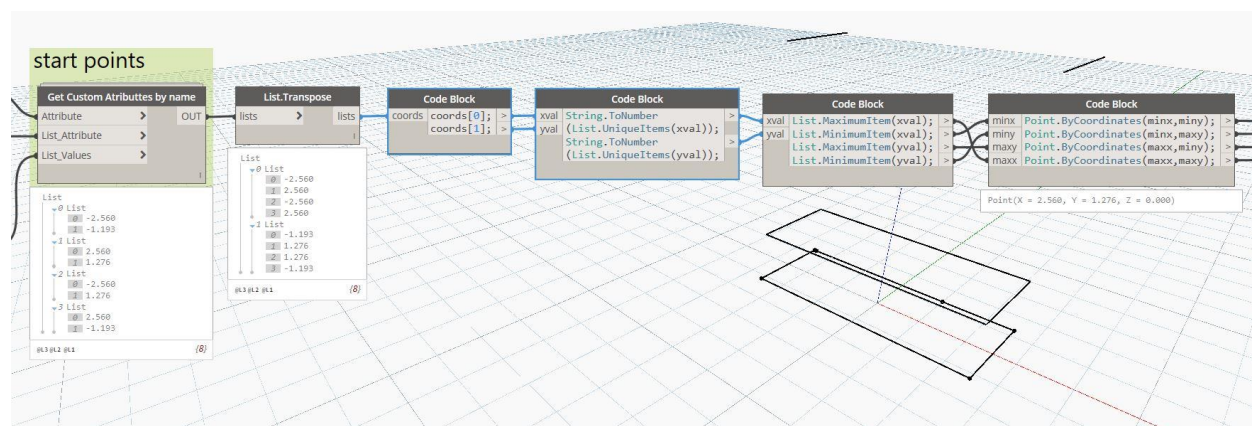 start points
Get Custom Atributtes by name
Attribute > OUT
List_Attribute >
List_Values >
l
List
0 List
0 -2.560
1 -1.193
1 List
0 2.560
1 1.276
2 List
0 -2.560
1 1.276
3 List
0 2.560
1 -1.193
@L3 @L2 @L1 {8}
List.Transpose
lists > lists
l
List
0 List
0 -2.560
1 2.560
2 -2.560
3 2.560
1 List
0 -1.193
1 1.276
2 1.276
3 -1.193
@L3 @L2 @L1 {8}
Code Block
coords coords[0]; >
coords[1]; >
Code Block
xval String.ToNumber >
yval (List.UniqueItems(xval));
String.ToNumber >
(List.UniqueItems(yval));
Code Block
xval List.MaximumItem(xval); >
yval List.MinimumItem(xval); >
List.MaximumItem(yval); >
List.MinimumItem(yval); >
Code Block
minx Point.ByCoordinates(minx,miny); >
miny Point.ByCoordinates(maxx,miny); >
maxy Point.ByCoordinates(minx,maxy); >
maxx Point.ByCoordinates(maxx,maxy); >
Point(X = 2.560, Y = 1.276, Z = 0.000)